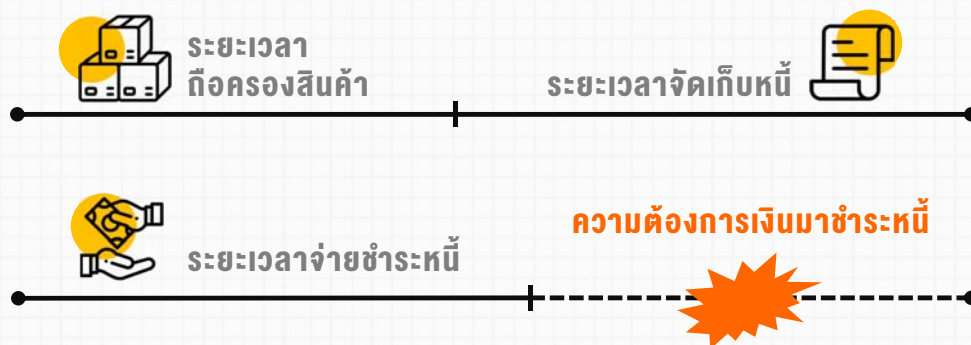 ระยะเวลา
ถือครองสินค้า
ระยะเวลาจัดเก็บหนี้
ความต้องการเงินมาชำระหนี้
ระยะเวลาจ่ายชำระหนี้